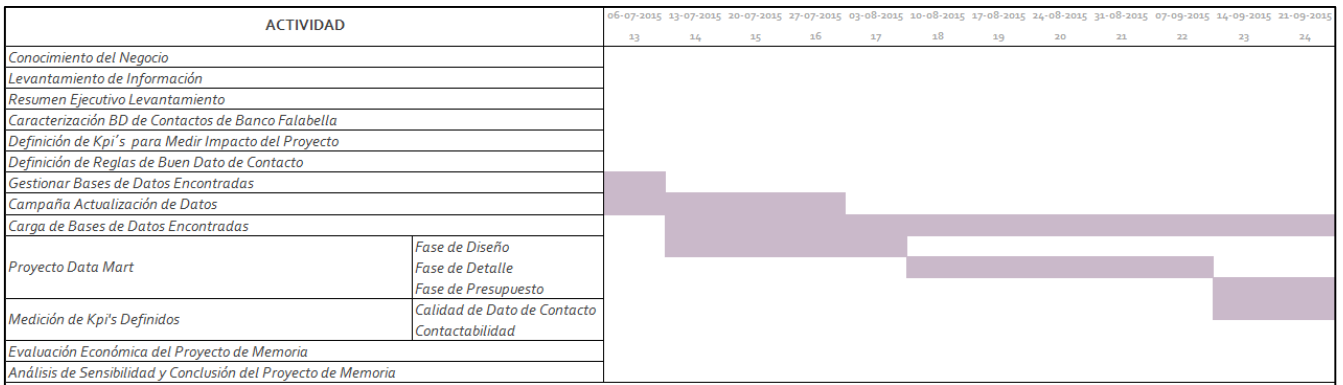 ACTIVIDAD
06-07-2015 13-07-2015 20-07-2015 27-07-2015 03-08-2015 10-08-2015 17-08-2015 24-08-2015 31-08-2015 07-09-2015 14-09-2015 21-09-2015
13 14 15 16 17 18 19 20 21 22 23 24
Conocimiento del Negocio
Levantamiento de Información
Resumen Ejecutivo Levantamiento
Caracterización BD de Contactos de Banco Falabella
Definición de Kpi´s para Medir Impacto del Proyecto
Definición de Reglas de Buen Dato de Contacto
Gestionar Bases de Datos Encontradas
Campaña Actualización de Datos
Carga de Bases de Datos Encontradas
Proyecto Data Mart
Fase de Diseño
Fase de Detalle
Fase de Presupuesto
Medición de Kpi's Definidos
Calidad de Dato de Contacto
Contactabilidad
Evaluación Económica del Proyecto de Memoria
Análisis de Sensibilidad y Conclusión del Proyecto de Memoria